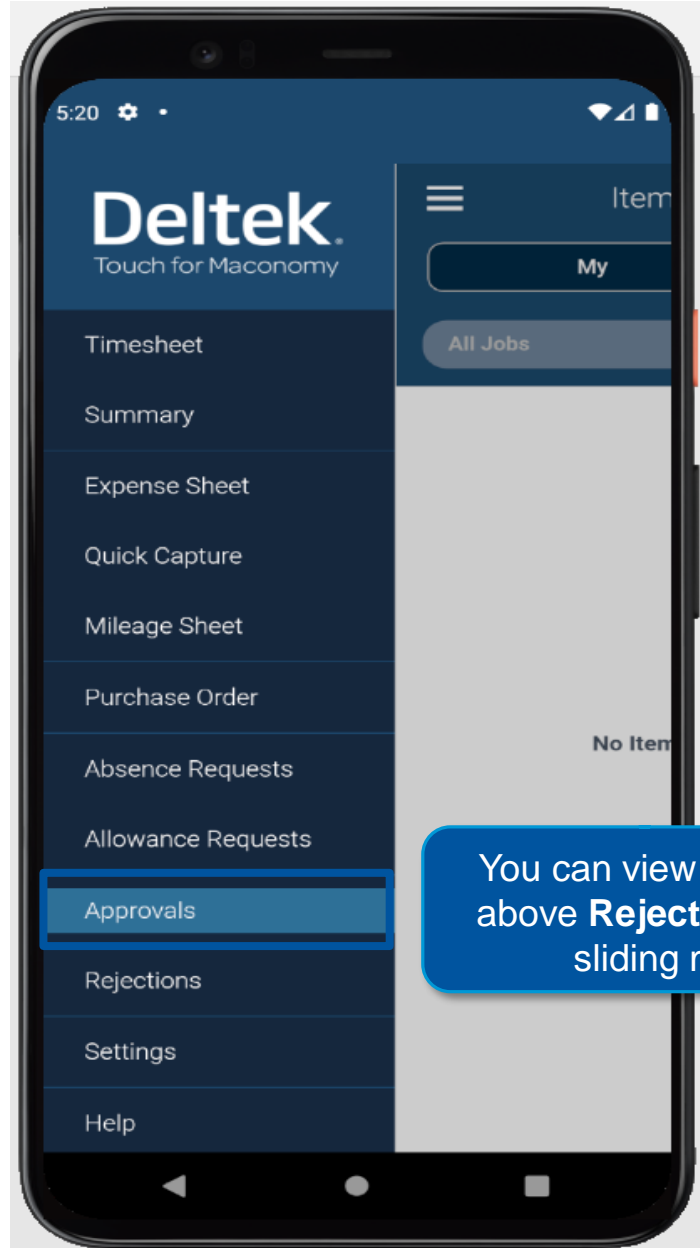 5:20
Deltek.
Touch for Maconomy
Item
My
All Jobs
Timesheet
Summary
Expense Sheet
Quick Capture
Mileage Sheet
Purchase Order
No Item
Absence Requests
Allowance Requests
You can view
above Reject
sliding
Approvals
Rejections
Settings
Help